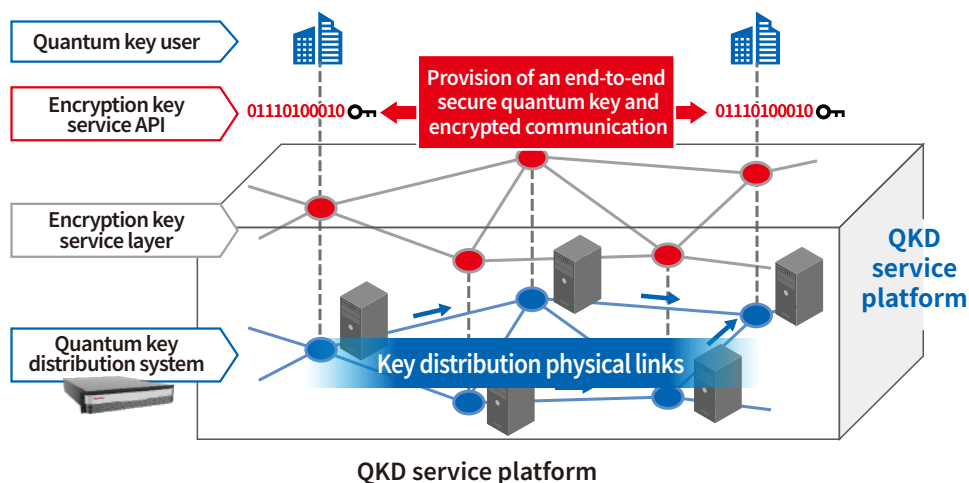 Quantum key user
Encryption key
service API
01110100010
Provision of an end-to-end
secure quantum key and
encrypted communication
01110100010
Encryption key
service layer
QKD
service
platform
Quantum key
distribution system
Key distribution physical links
QKD service platform